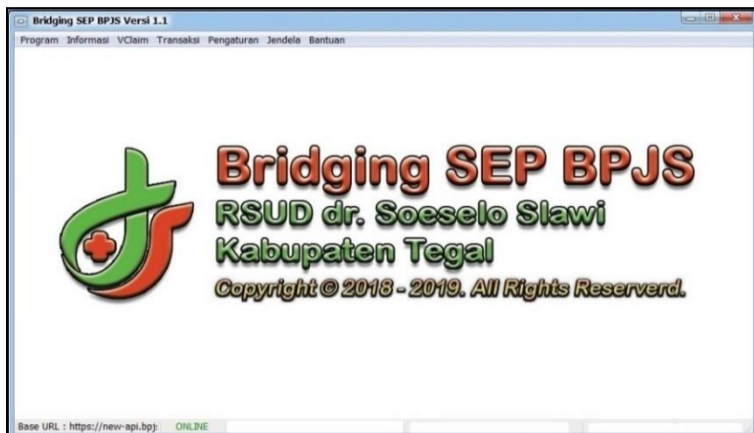 Bridging SEP BPJS Versi 1.1
Program Informasi VClaim Transaksi Pengaturan Jendela Bantuan
Bridging SEP BPJS
RSUD dr. Soeselo Slawi
Kabupaten Tegal
Copyright © 2018 - 2019. All Rights Reserverd.
Base URL : https://new-api.bpj: ONLINE